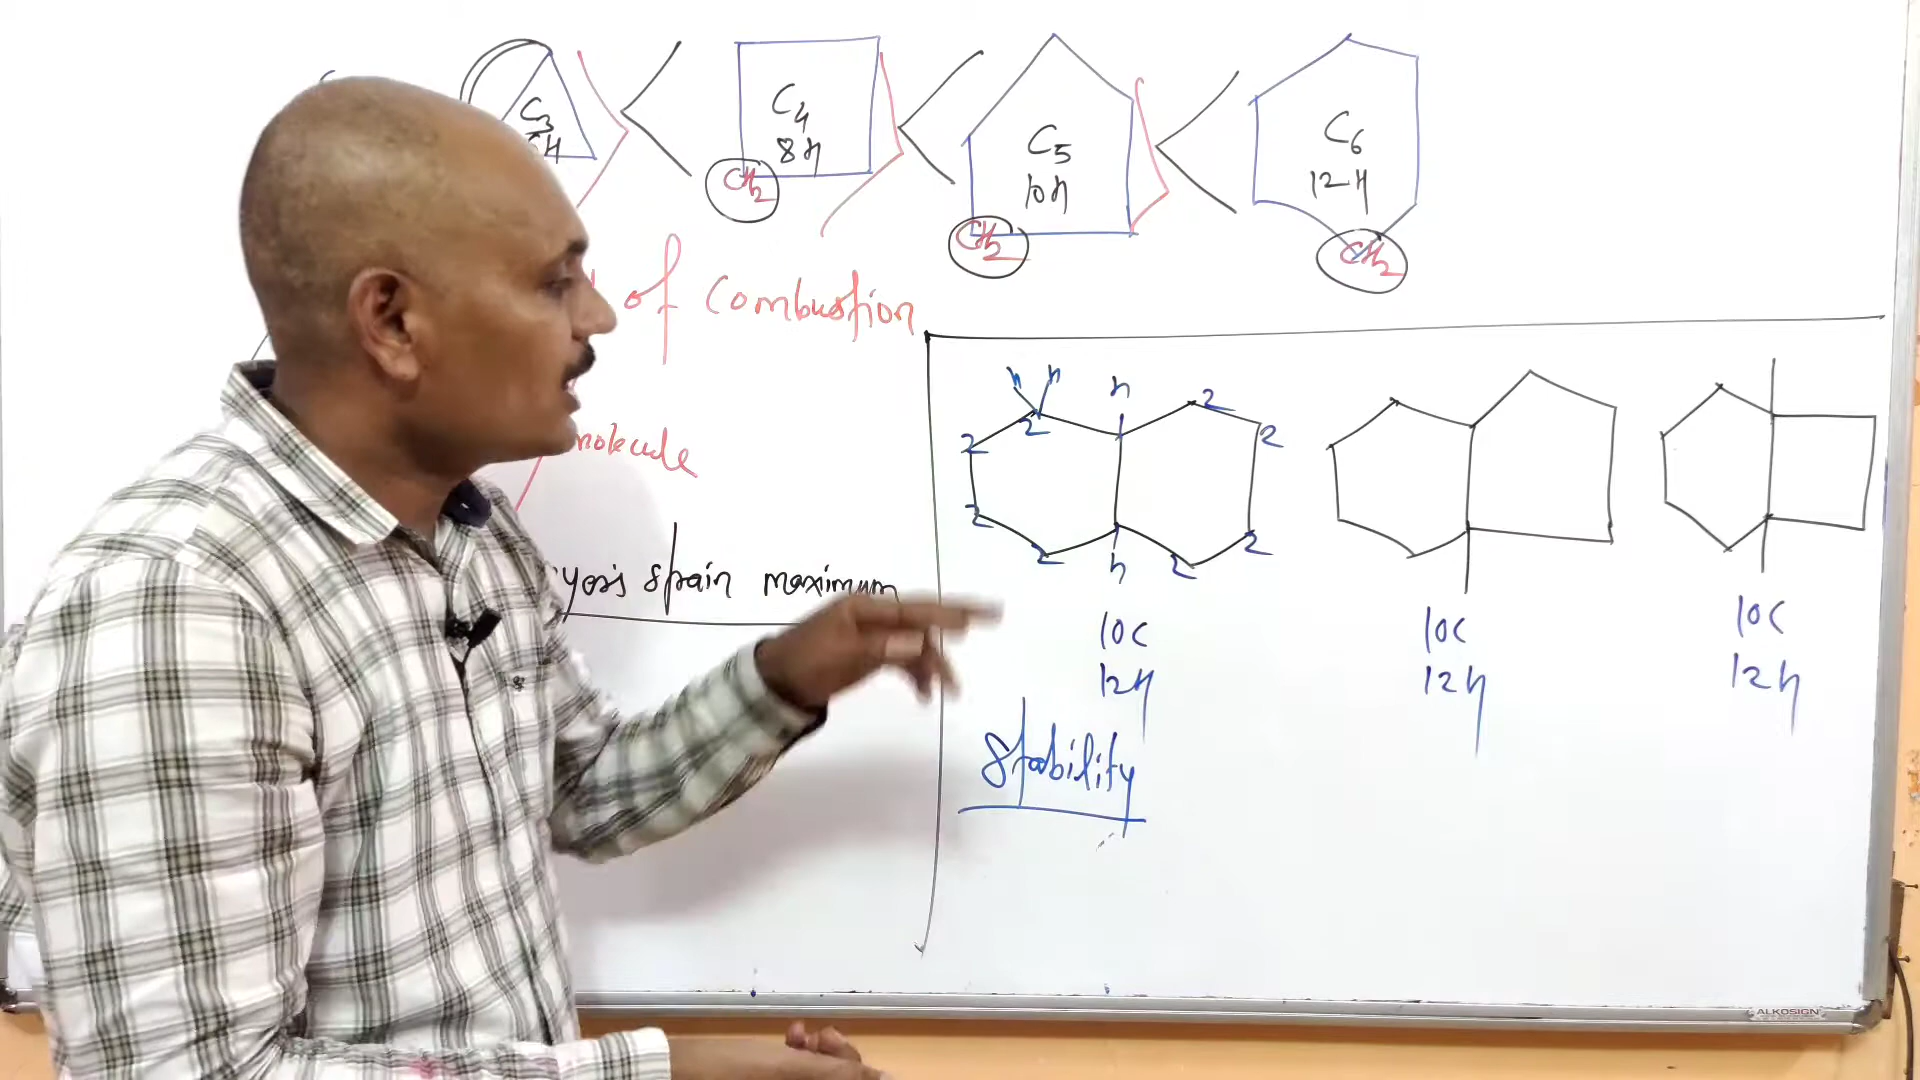 C3 C4 C5 C6
8H 10H 12H
CH2 CH2 CH2
of Combustion
molecule
strain maximum
H H H
2 2 2 2
2 2 2 2
H
10C 10C 10C
12H 12H 12H
Stability
ALKOSIGN